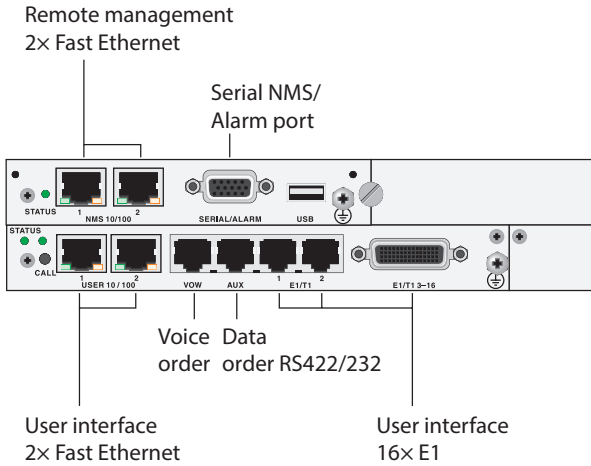 Remote management
2× Fast Ethernet
Serial NMS/
Alarm port
STATUS
1
2
NMS 10/100
SERIAL/ALARM
USB
STATUS
CALL
1
2
USER 10/100
VOW
AUX
1
2
E1/T1
E1/T1 3–16
Voice
order
Data
order RS422/232
User interface
2× Fast Ethernet
User interface
16× E1